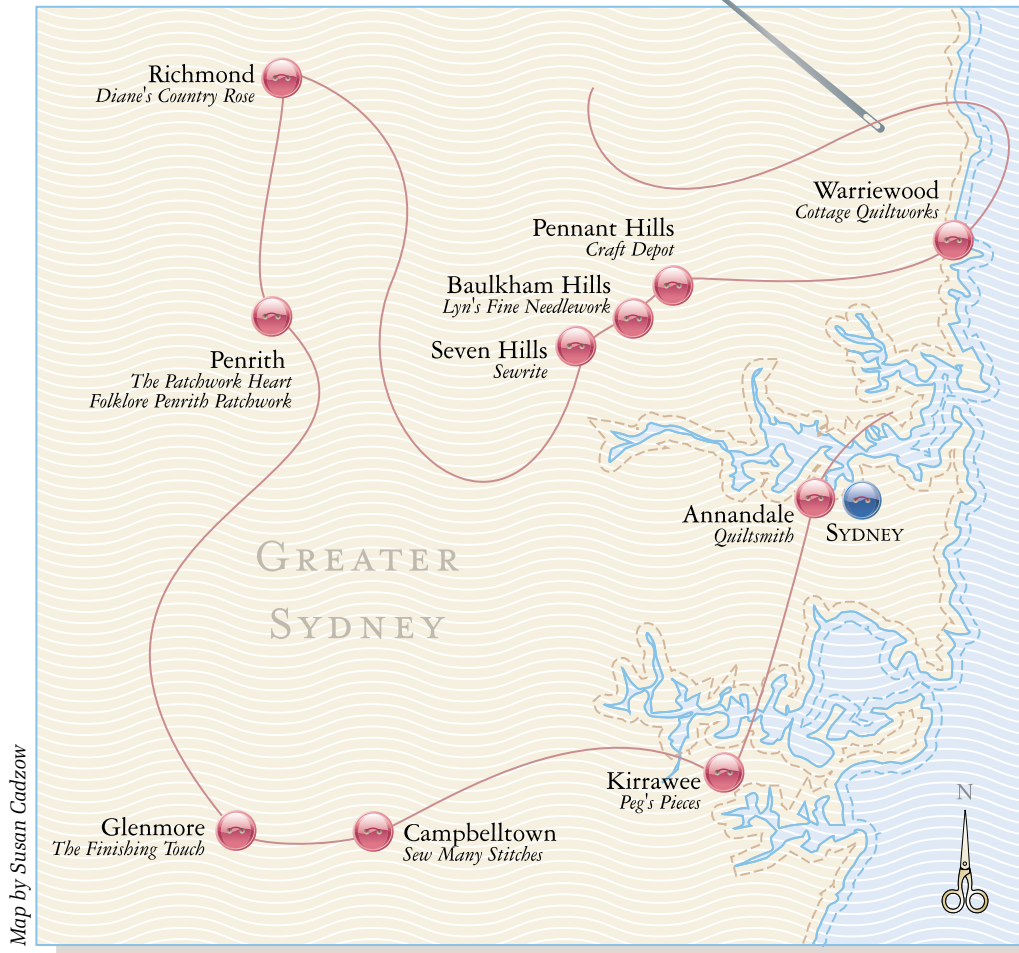 Richmond
Diane's Country Rose
Warriewood
Cottage Quiltworks
Pennant Hills
Craft Depot
Baulkham Hills
Lyn's Fine Needlework
Seven Hills
Sewrite
Penrith
The Patchwork Heart
Folklore Penrith Patchwork
Annandale
Quiltsmith
SYDNEY
GREATER
SYDNEY
Kirrawee
Peg's Pieces
N
Glenmore
The Finishing Touch
Campbelltown
Sew Many Stitches
Map by Susan Cadzow